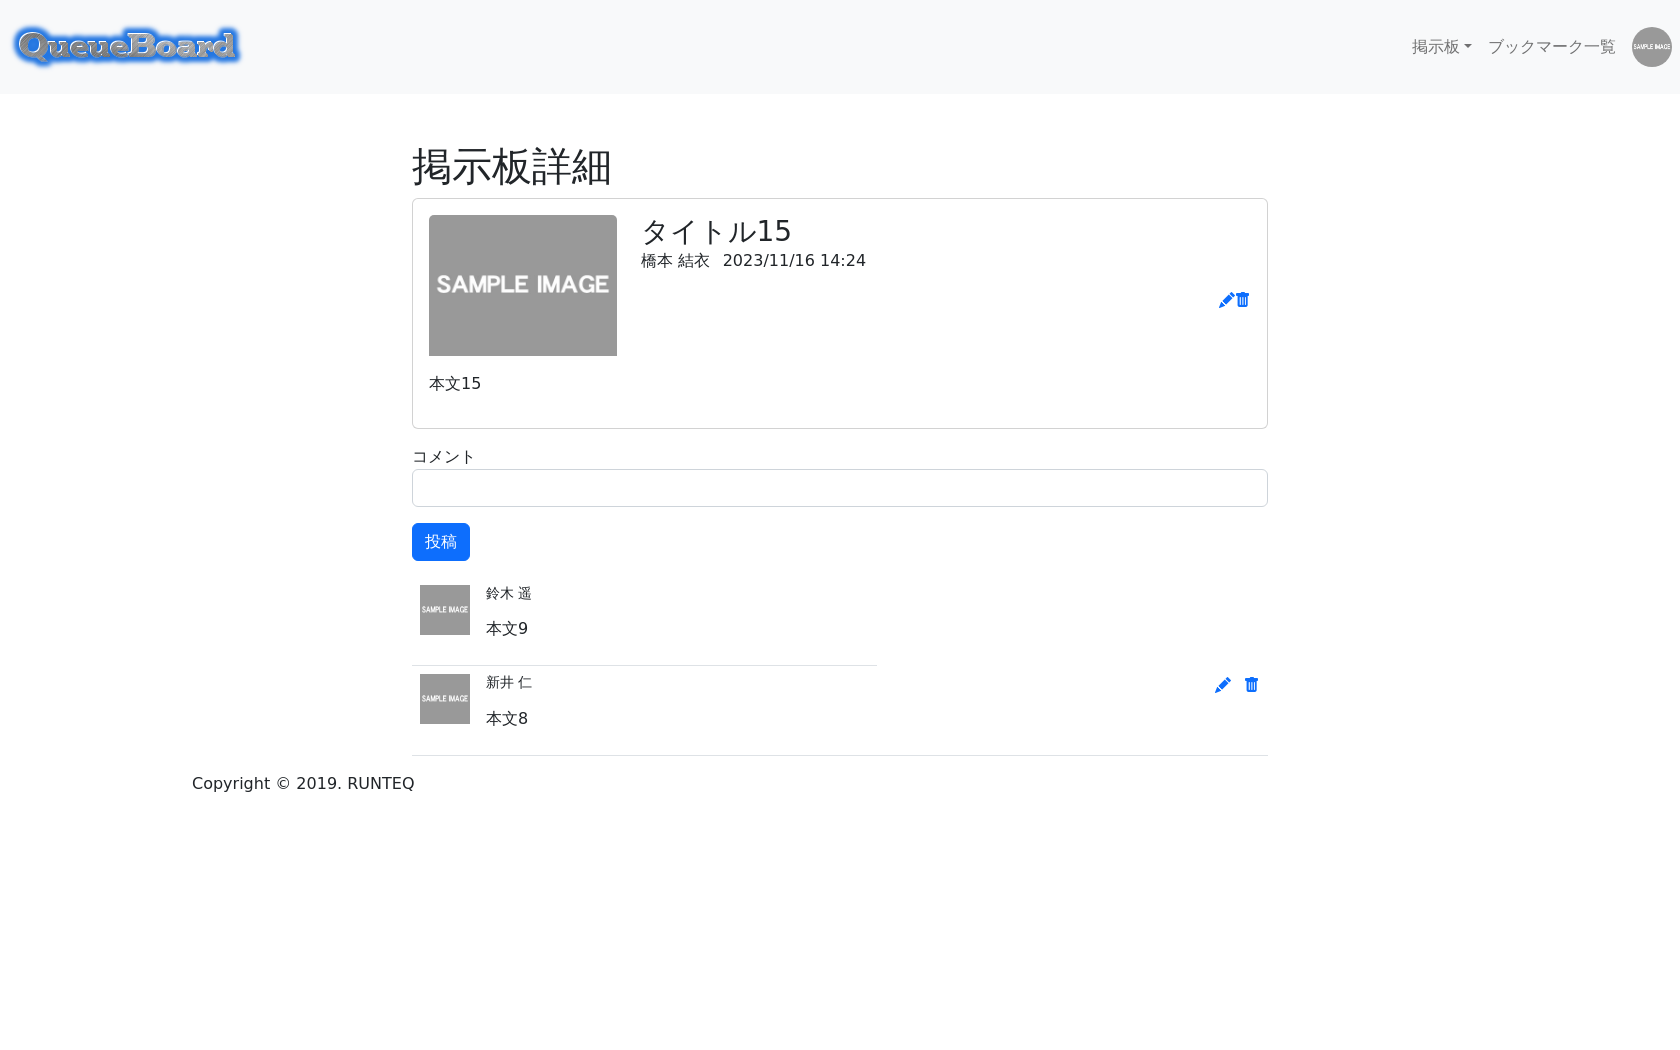 QueueBoard
掲示板
ブックマーク一覧
SAMPLE IMAGE
掲示板詳細
SAMPLE IMAGE
タイトル15
橋本 結衣 2023/11/16 14:24
本文15
コメント
投稿
SAMPLE IMAGE
鈴木 遥
本文9
SAMPLE IMAGE
新井 仁
本文8
Copyright © 2019. RUNTEQ